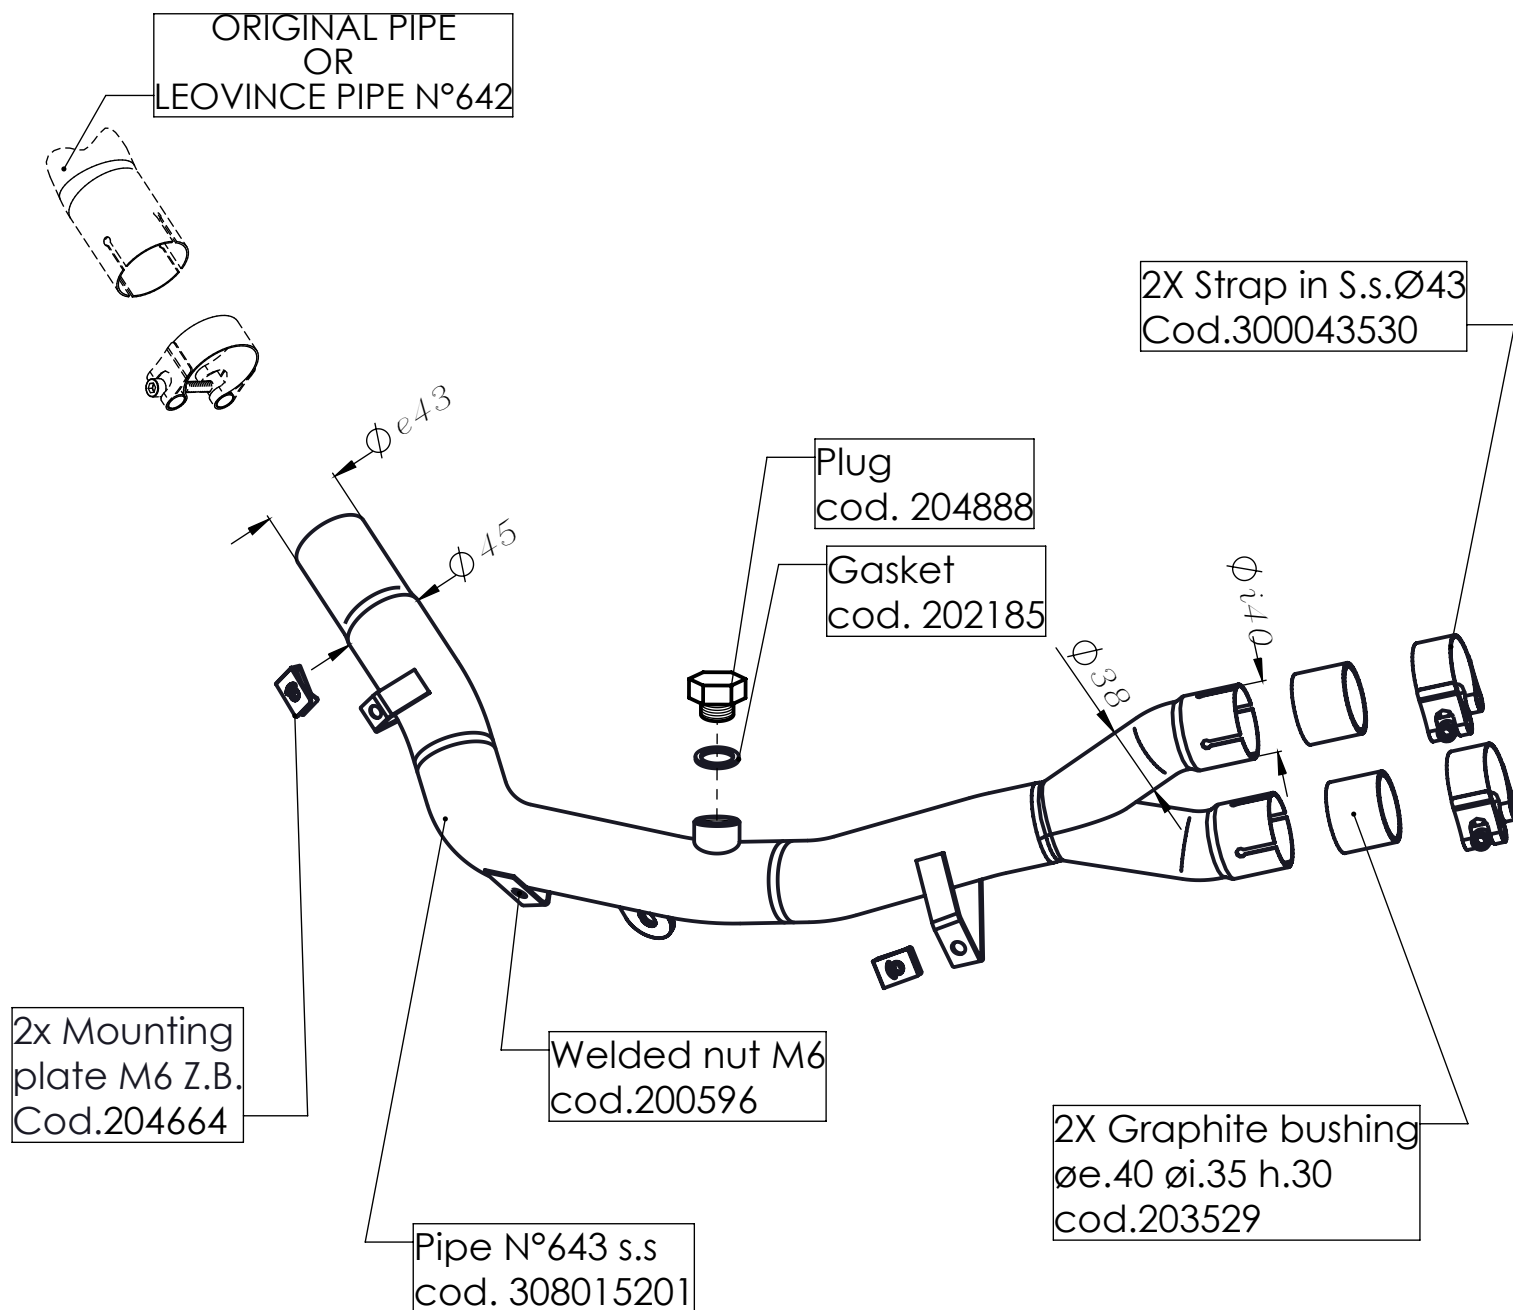 ORIGINAL PIPE
OR
LEOVINCE PIPE N°642
2X Strap in S.s.Ø43
Cod.300043530
ϕe43
Plug
cod. 204888
ϕ45
Gasket
cod. 202185
ϕi40
ϕ38
2x Mounting
plate M6 Z.B.
Cod.204664
Welded nut M6
cod.200596
2X Graphite bushing
øe.40 øi.35 h.30
cod.203529
Pipe N°643 s.s
cod. 308015201